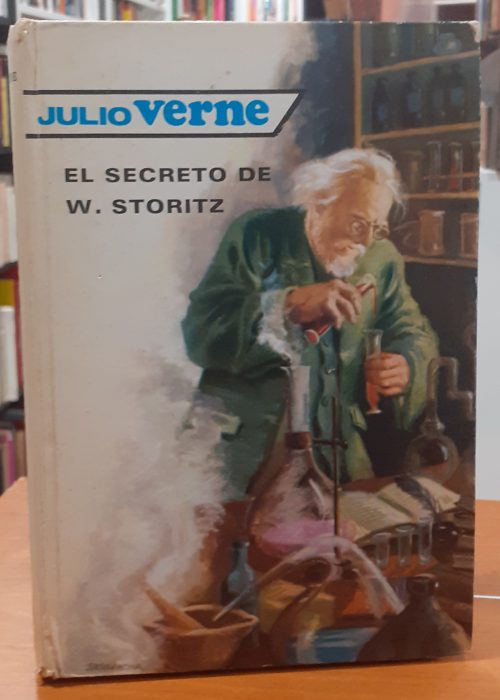 JULIO verne
EL SECRETO DE
W. STORITZ